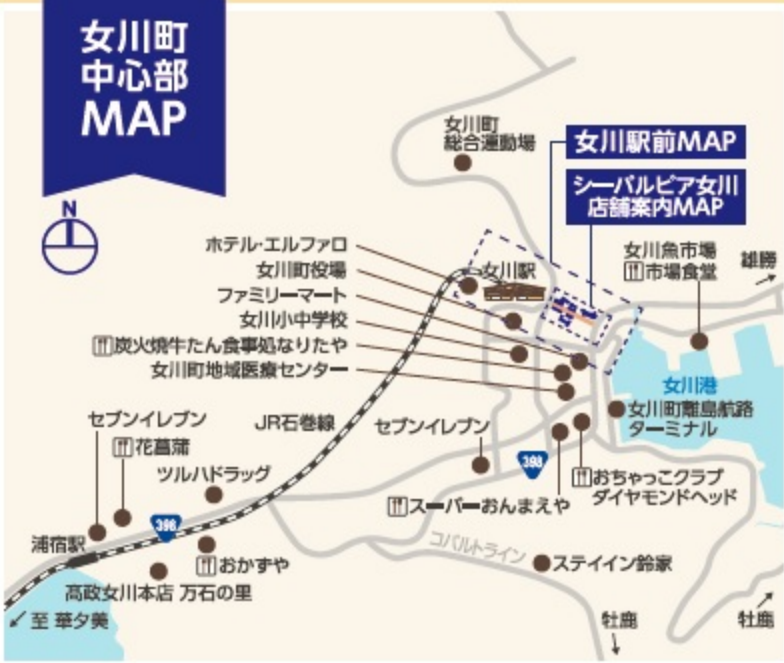 女川町
中心部
MAP
N
女川町
総合運動場
女川駅前MAP
シーパルピア女川
店舗案内MAP
女川魚市場
市場食堂
雄勝
ホテル・エルファロ
女川町役場
ファミリーマート
女川小中学校
炭火焼牛たん食事処なりたや
女川町地域医療センター
女川駅
女川港
女川町離島航路
ターミナル
JR石巻線
セブンイレブン
花菖蒲
ツルハドラッグ
セブンイレブン
398
おちゃっこクラブ
ダイヤモンドヘッド
スーパーおんまえや
398
浦宿駅
おかずや
高政女川本店 万石の里
コバルトライン
ステイイン鈴家
至 華夕美
牡鹿
牡鹿